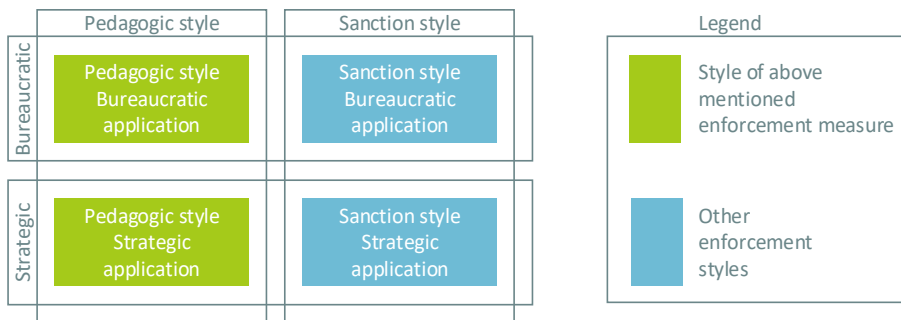 Pedagogic style
Sanction style
Legend
Bureaucratic
Pedagogic style
Bureaucratic
application
Sanction style
Bureaucratic
application
Style of above
mentioned
enforcement measure
Strategic
Pedagogic style
Strategic
application
Sanction style
Strategic
application
Other
enforcement
styles